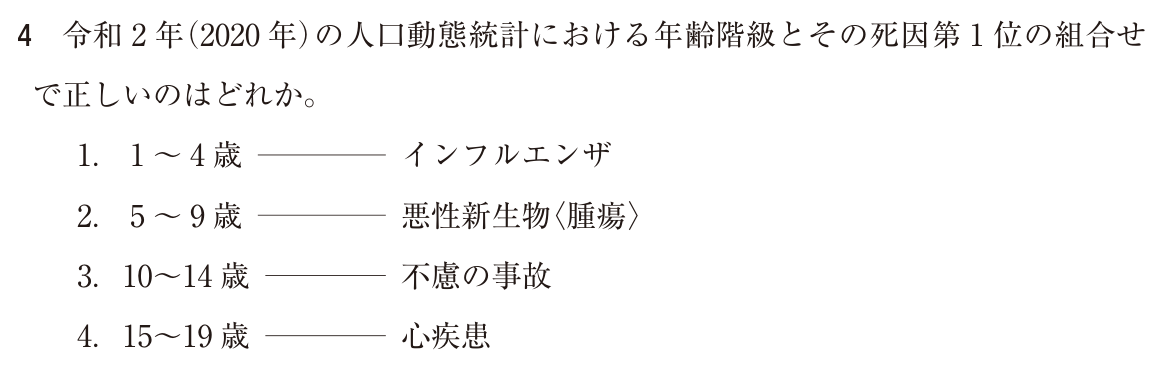 4 令和2年(2020年)の人口動態統計における年齢階級とその死因第1位の組合せ
で正しいのはどれか。
1. 1〜4歳 ──── インフルエンザ
2. 5〜9歳 ──── 悪性新生物〈腫瘍〉
3. 10〜14歳 ──── 不慮の事故
4. 15〜19歳 ──── 心疾患